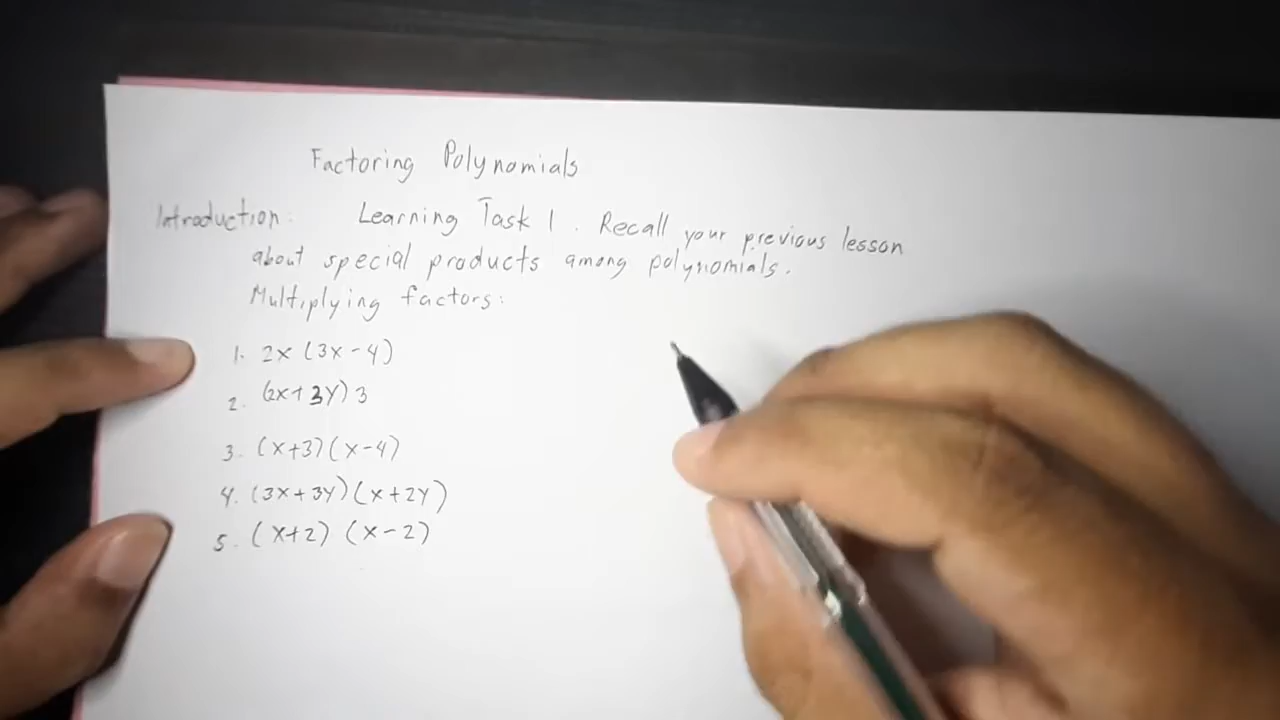 Factoring Polynomials
Introduction: Learning Task 1. Recall your previous lesson
about special products among polynomials.
Multiplying factors:
1. 2x (3x - 4)
2. (2x + 3y) 3
3. (x+3)(x-4)
4. (3x + 3y)(x + 2y)
5. (x+2) (x-2)